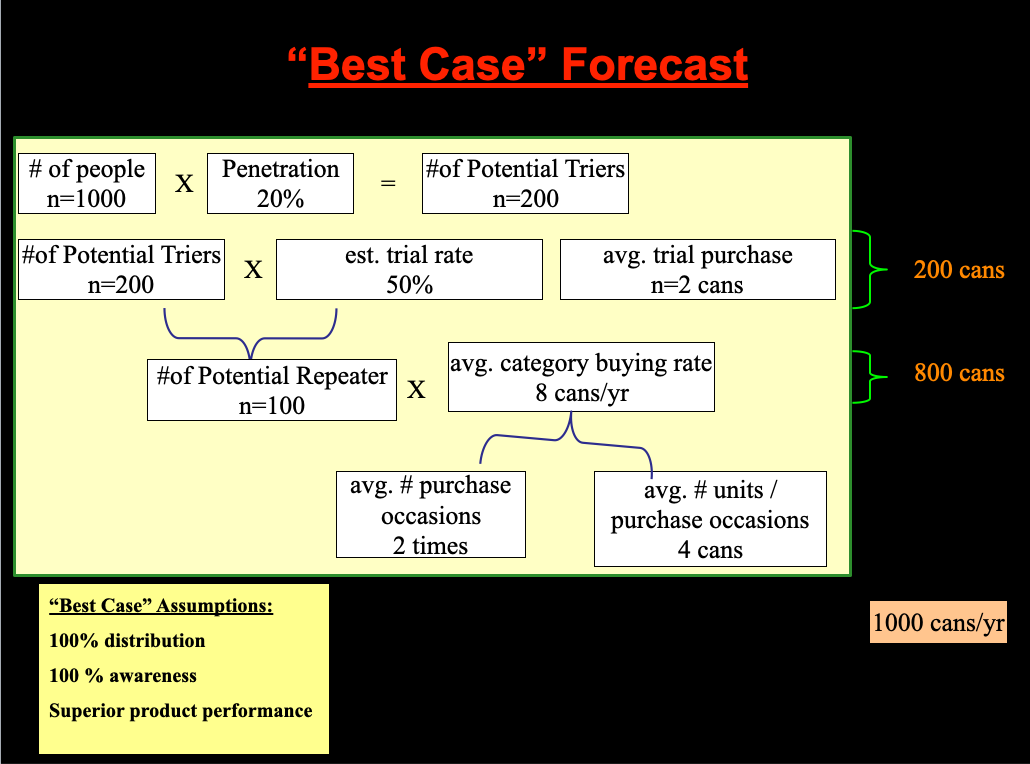 “Best Case” Forecast
# of people
n=1000
X
Penetration
20%
=
#of Potential Triers
n=200
#of Potential Triers
n=200
X
est. trial rate
50%
avg. trial purchase
n=2 cans
200 cans
#of Potential Repeater
n=100
X
avg. category buying rate
8 cans/yr
800 cans
avg. # purchase
occasions
2 times
avg. # units /
purchase occasions
4 cans
“Best Case” Assumptions:
100% distribution
100 % awareness
Superior product performance
1000 cans/yr